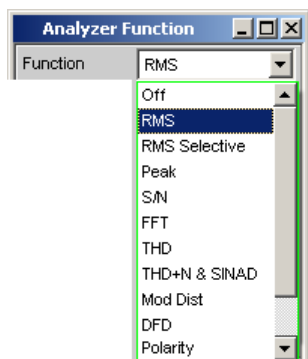 Analyzer Function
Function RMS
Off
RMS
RMS Selective
Peak
S/N
FFT
THD
THD+N & SINAD
Mod Dist
DFD
Polarity